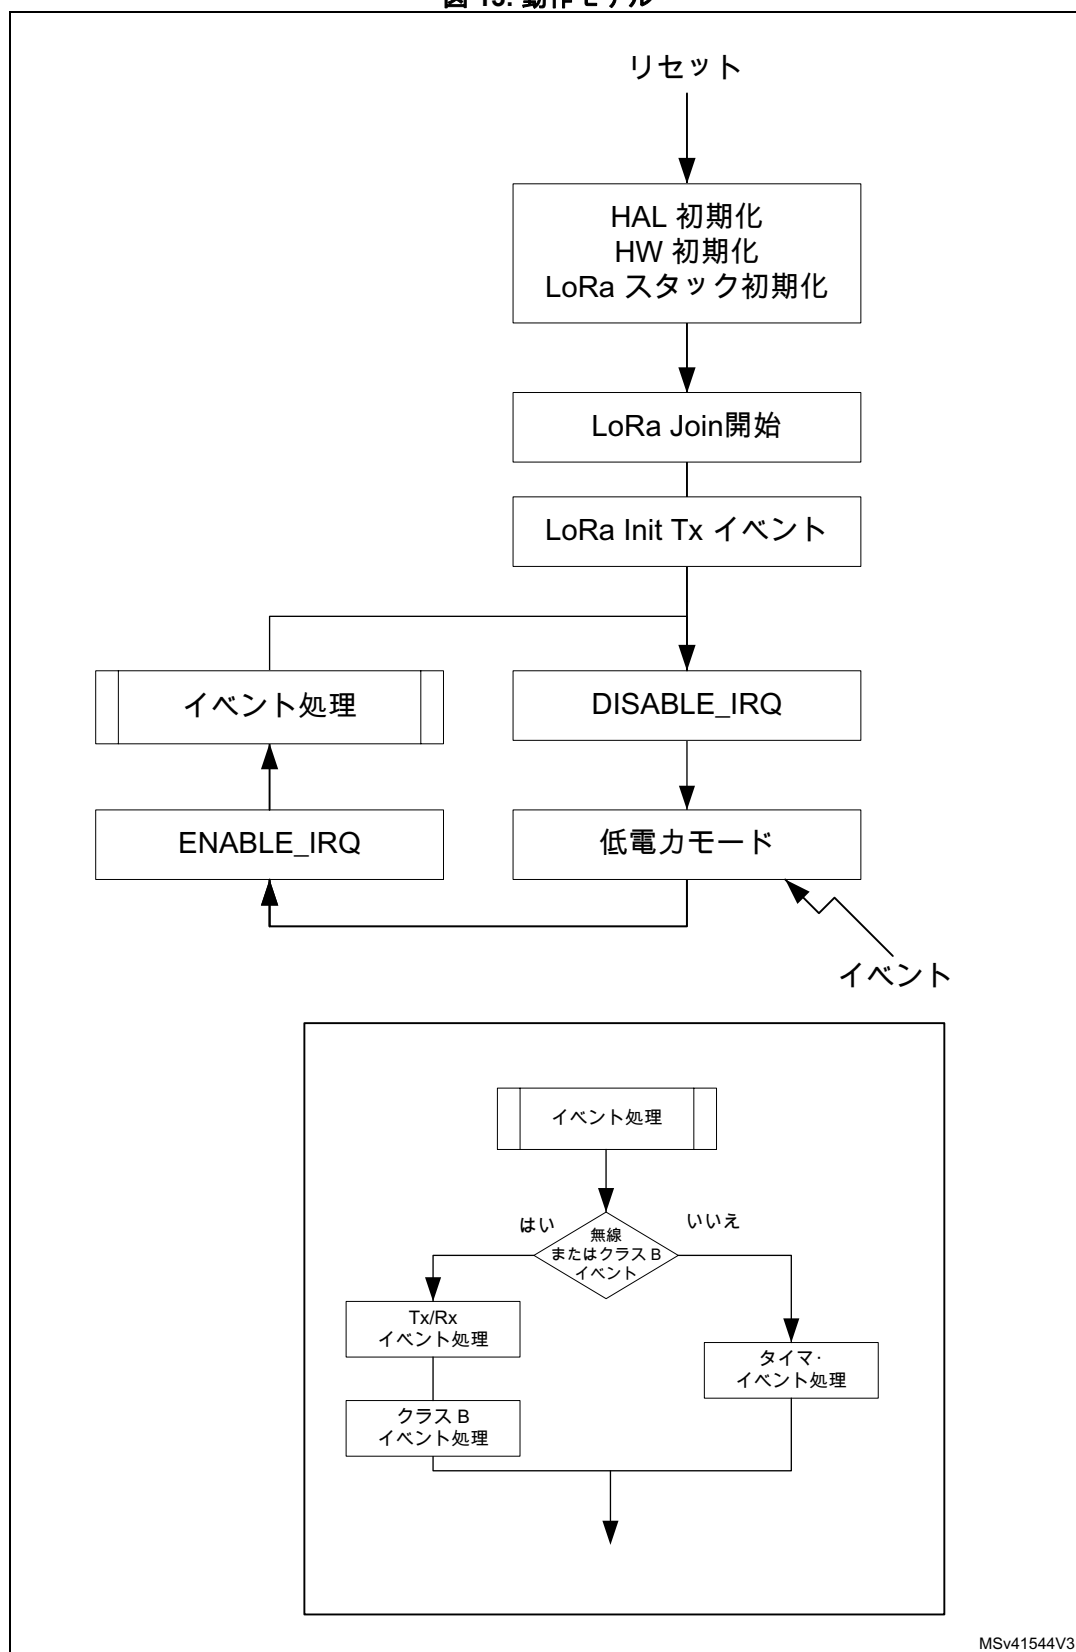 リセット
HAL 初期化
HW 初期化
LoRa スタック初期化
LoRa Join開始
LoRa Init Tx イベント
イベント処理
DISABLE_IRQ
ENABLE_IRQ
低電力モード
イベント
イベント処理
はい
いいえ
無線
またはクラス B
イベント
Tx/Rx
イベント処理
タイマ·
イベント処理
クラス B
イベント処理
MSv41544V3